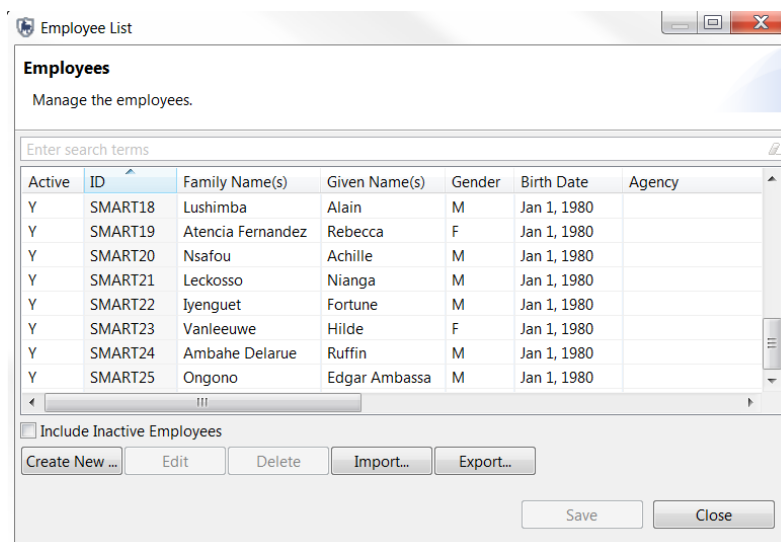 Employee List
Employees
Manage the employees.
Enter search terms
Active ID Family Name(s) Given Name(s) Gender Birth Date Agency
Y SMART18 Lushimba Alain M Jan 1, 1980
Y SMART19 Atencia Fernandez Rebecca F Jan 1, 1980
Y SMART20 Nsafou Achille M Jan 1, 1980
Y SMART21 Leckosso Nianga M Jan 1, 1980
Y SMART22 Iyenguet Fortune M Jan 1, 1980
Y SMART23 Vanleeuwe Hilde F Jan 1, 1980
Y SMART24 Ambahe Delarue Ruffin M Jan 1, 1980
Y SMART25 Ongono Edgar Ambassa M Jan 1, 1980
Include Inactive Employees
Create New ... Edit Delete Import... Export...
Save Close